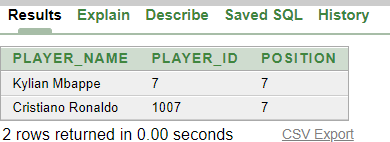 Results Explain Describe Saved SQL History
PLAYER_NAME PLAYER_ID POSITION
Kylian Mbappe 7 7
Cristiano Ronaldo 1007 7
2 rows returned in 0.00 seconds CSV Export